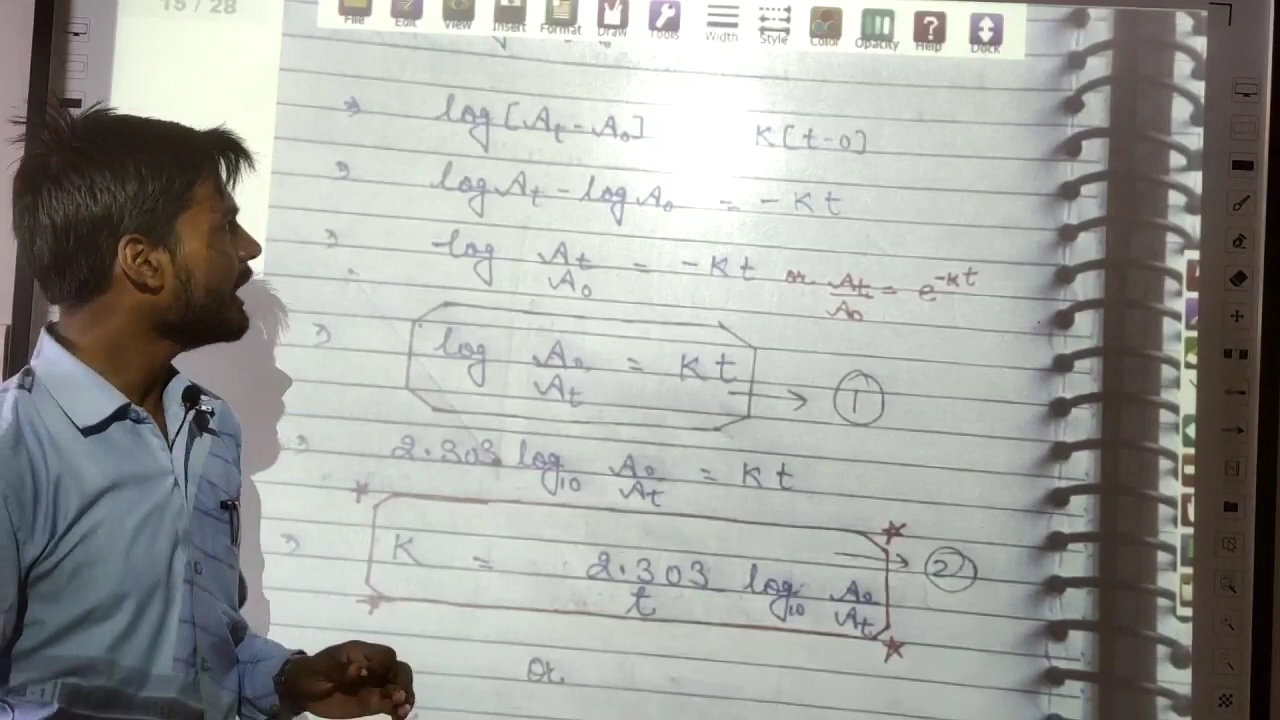 15 / 28
File Edit View Insert Format Draw Tools Width Style Color Opacity Help Dock
⇒ log[At - A0] K[t-0]
⇒ log At - log A0 = - Kt
⇒ log At/A0 = - Kt or At/A0 = e^-Kt
⇒ log A0/At = Kt → ①
⇒ 2.303 log10 A0/At = Kt
⇒ K = 2.303/t log10 A0/At → ②
Or